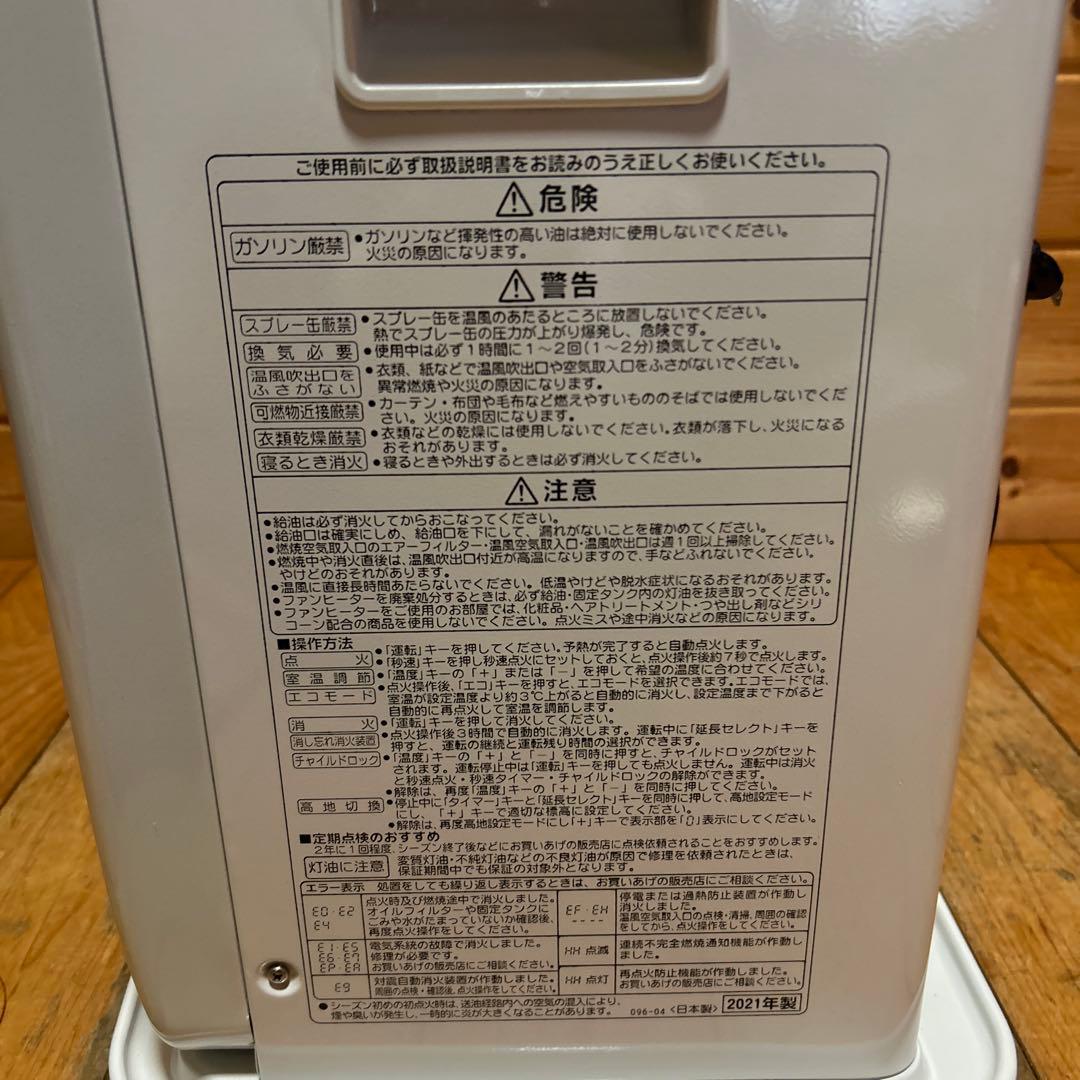 ご使用前に必ず取扱説明書をお読みのうえ正しくお使いください。
⚠危険
ガソリン厳禁 ●ガソリンなど揮発性の高い油は絶対に使用しないでください。
火災の原因になります。
⚠警告
スプレー缶厳禁 ●スプレー缶を温風のあたるところに放置しないでください。
熱でスプレー缶の圧力が上がり爆発し、危険です。
換気必要 ●使用中は必ず1時間に1～2回(1～2分)換気してください。
温風吹出口をふさがない ●衣類、紙などで温風吹出口や空気取入口をふさがないでください。
異常燃焼や火災の原因になります。
可燃物近接厳禁 ●カーテン・布団や毛布など燃えやすいもののそばでは使用しないでくだ
さい。火災の原因になります。
衣類乾燥厳禁 ●衣類などの乾燥には使用しないでください。衣類が落下し、火災になる
おそれがあります。
寝るとき消火 ●寝るときや外出するときは必ず消火してください。
⚠注意
●給油は必ず消火してからおこなってください。
●給油口は確実にしめ、給油口を下にして、漏れがないことを確かめてください。
●燃焼空気取入口のエアーフィルター・温風空気取入口・温風吹出口は週1回以上掃除してください。
●燃焼中や消火直後は、温風吹出口付近が高温になりますので、手などふれないでください。
やけどのおそれがあります。
●温風に直接長時間あたらないでください。低温やけどや脱水症状になるおそれがあります。
●ファンヒーターを廃棄処分するときは、必ず給油・固定タンク内の灯油を抜き取ってください。
●ファンヒーターをご使用のお部屋では、化粧品・ヘアトリートメント・つや出し剤などシリ
コーン配合の商品を使用しないでください。点火ミスや途中消火などの原因になります。
■操作方法
点火 ●「運転」キーを押してください。予熱が完了すると自動点火します。
●「秒速」キーを押し秒速点火にセットしておくと、点火操作後約7秒で点火します。
室温調節 ●「温度」キーの「＋」または「－」を押して希望の温度に合わせてください。
エコモード ●点火操作後、「エコ」キーを押すと、エコモードを選択できます。エコモードでは、
室温が設定温度より約3℃上がると自動的に消火し、設定温度まで下がると
自動的に再点火して室温を調節します。
消火 ●「運転」キーを押して消火してください。
消し忘れ消火装置 ●点火操作後3時間で自動的に消火します。運転中に「延長セレクト」キーを
押すと、運転の継続と運転残り時間の選択ができます。
チャイルドロック ●「温度」キーの「＋」と「－」を同時に押すと、チャイルドロックがセット
されます。運転停止中は「運転」キーを押しても点火しません。運転中は消火
と秒速点火・秒速タイマー・チャイルドロックの解除ができます。
●解除は、再度「温度」キーの「＋」と「－」を同時に押してください。
高地切換 ●停止中に「タイマー」キーと「延長セレクト」キーを同時に押して、高地設定モード
にし、「＋」キーで適切な標高に設定してください。
●解除は、再度高地設定モードにし「＋」キーで表示部を「0」表示にしてください。
■定期点検のおすすめ
2年に1回程度、シーズン終了後などにお買いあげの販売店に点検依頼されることをおすすめします。
灯油に注意 変質灯油・不純灯油などの不良灯油が原因で修理を依頼されたときは、
保証期間中でも保証の対象外となります。
エラー表示 処置をしても繰り返し表示するときは、お買いあげの販売店にご相談ください。
E0・E2
E4
点火時及び燃焼途中で消火しました。
オイルフィルターや固定タンクに
ごみや水がたまっていないか確認後、
再度点火操作をしてください。
EF・EH
----
停電または過熱防止装置が作動し
消火しました。
温風空気取入口の点検・清掃、周囲の確認
をしてから、点火操作をしてください。
E1・E5
E6・E7
EP・EA
電気系統の故障で消火しました。
修理が必要です。
お買いあげの販売店にご相談ください。
HH 点滅 連続不完全燃焼通知機能が作動し
ました。
E9 対震自動消火装置が作動しました。
周囲の点検・確認後、点火操作をしてください。
HH 点灯 再点火防止機能が作動しました。
お買いあげの販売店にご相談ください。
●シーズン初めの初点火時は、送油経路内への空気の混入により、
煙や臭いが発生し、一時的に炎が大きくなることがあります。
096-04 〈日本製〉 2021年製